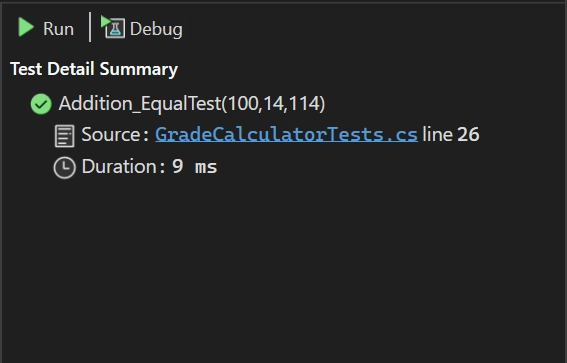 Run Debug
Test Detail Summary
Addition_EqualTest(100,14,114)
Source: GradeCalculatorTests.cs line 26
Duration: 9 ms